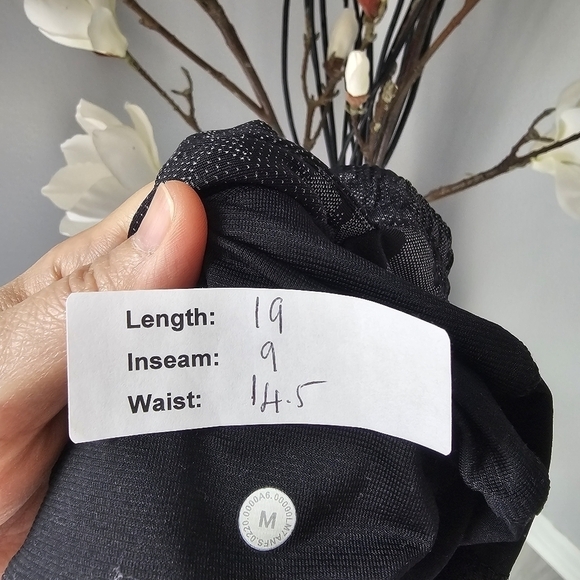 Length: 19
Inseam: 9
Waist: 14.5
M